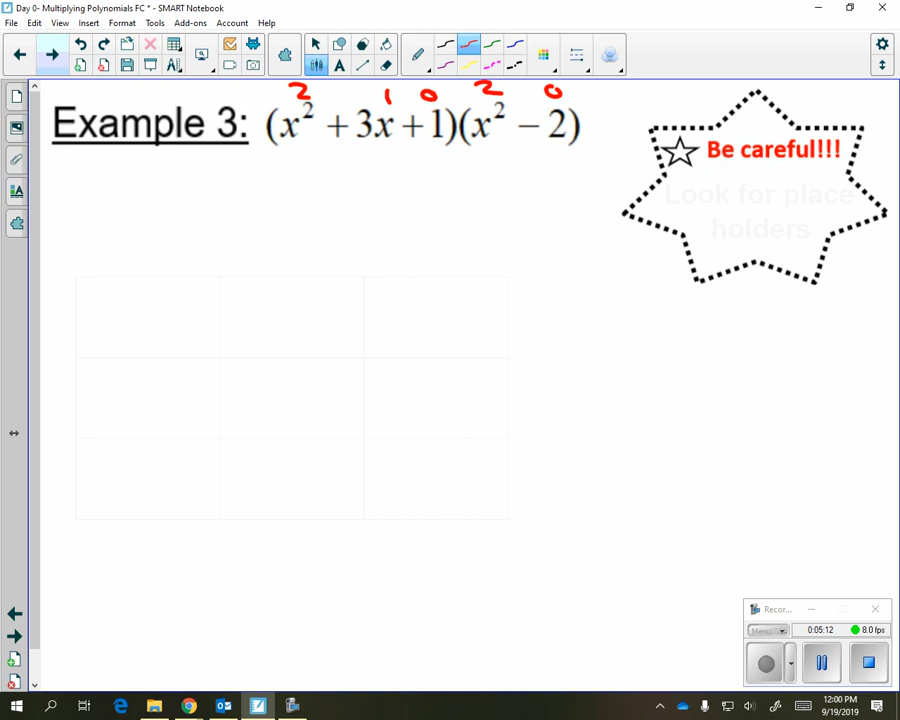 Day 0- Multiplying Polynomials FC * - SMART Notebook
File Edit View Insert Format Tools Add-ons Account Help
2 1 0 2 0
Example 3: (x² + 3x + 1)(x² − 2)
Be careful!!!
Look for place
holders
Recor...
Menu
0:05:12 8.0 fps
12:00 PM
9/19/2019